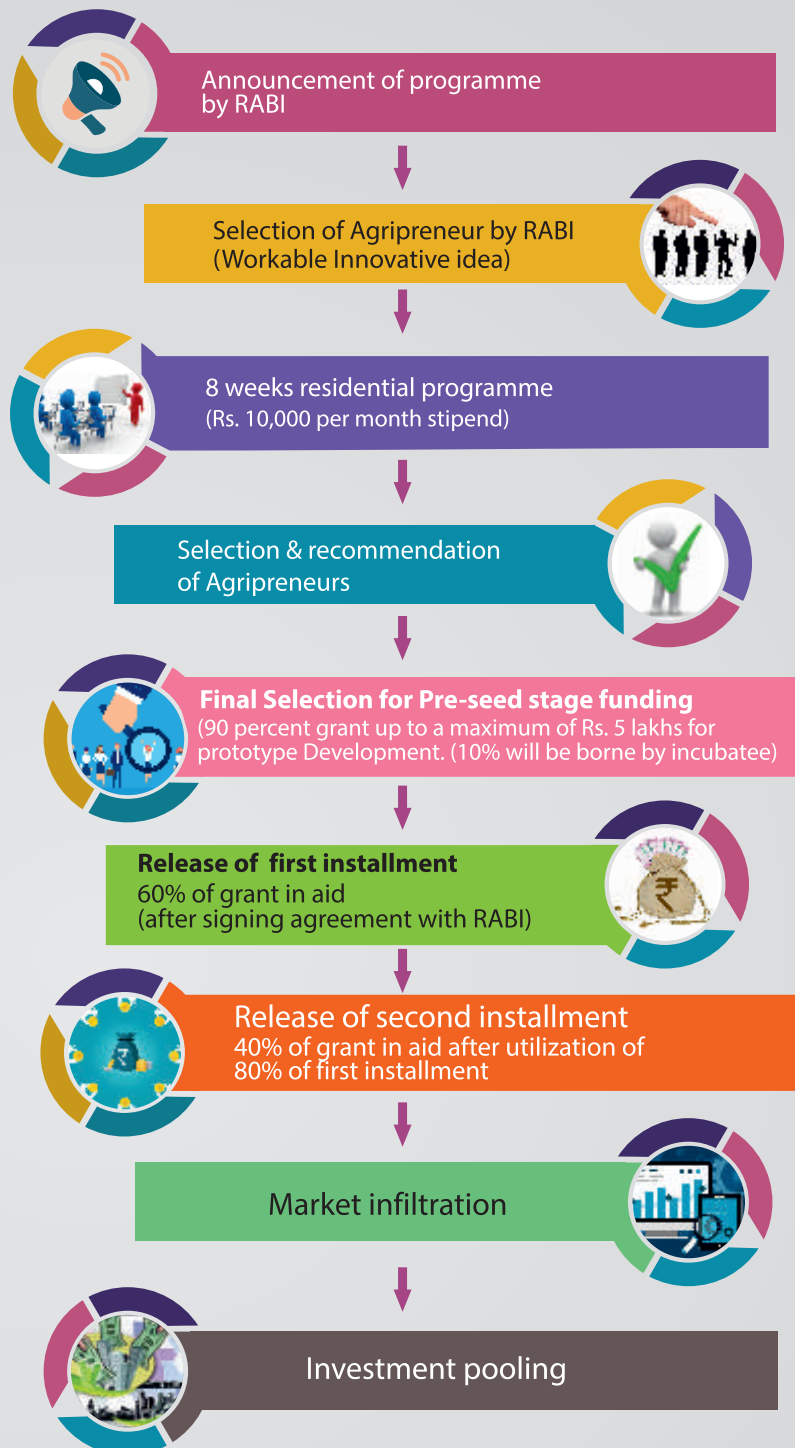 Announcement of programme
by RABI
Selection of Agripreneur by RABI
(Workable Innovative idea)
8 weeks residential programme
(Rs. 10,000 per month stipend)
Selection & recommendation
of Agripreneurs
Final Selection for Pre-seed stage funding
(90 percent grant up to a maximum of Rs. 5 lakhs for
prototype Development. (10% will be borne by incubatee)
Release of first installment
60% of grant in aid
(after signing agreement with RABI)
Release of second installment
40% of grant in aid after utilization of
80% of first installment
Market infiltration
Investment pooling